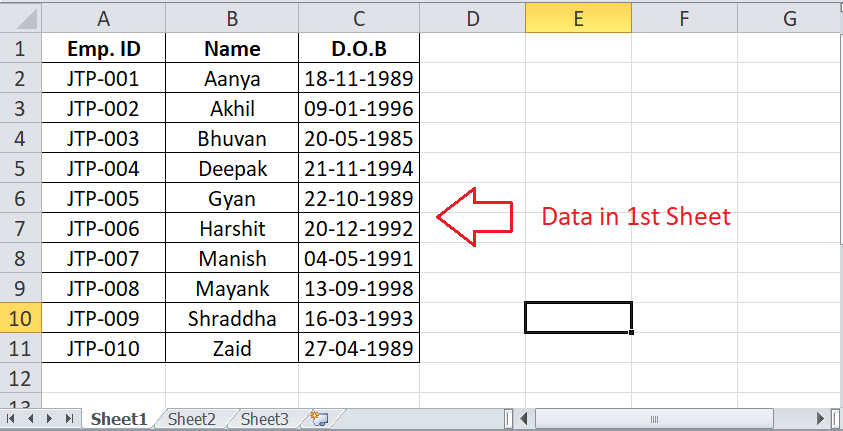 A B C D E F G
1 Emp. ID Name D.O.B
2 JTP-001 Aanya 18-11-1989
3 JTP-002 Akhil 09-01-1996
4 JTP-003 Bhuvan 20-05-1985
5 JTP-004 Deepak 21-11-1994
6 JTP-005 Gyan 22-10-1989
7 JTP-006 Harshit 20-12-1992 Data in 1st Sheet
8 JTP-007 Manish 04-05-1991
9 JTP-008 Mayank 13-09-1998
10 JTP-009 Shraddha 16-03-1993
11 JTP-010 Zaid 27-04-1989
12
13
Sheet1 Sheet2 Sheet3